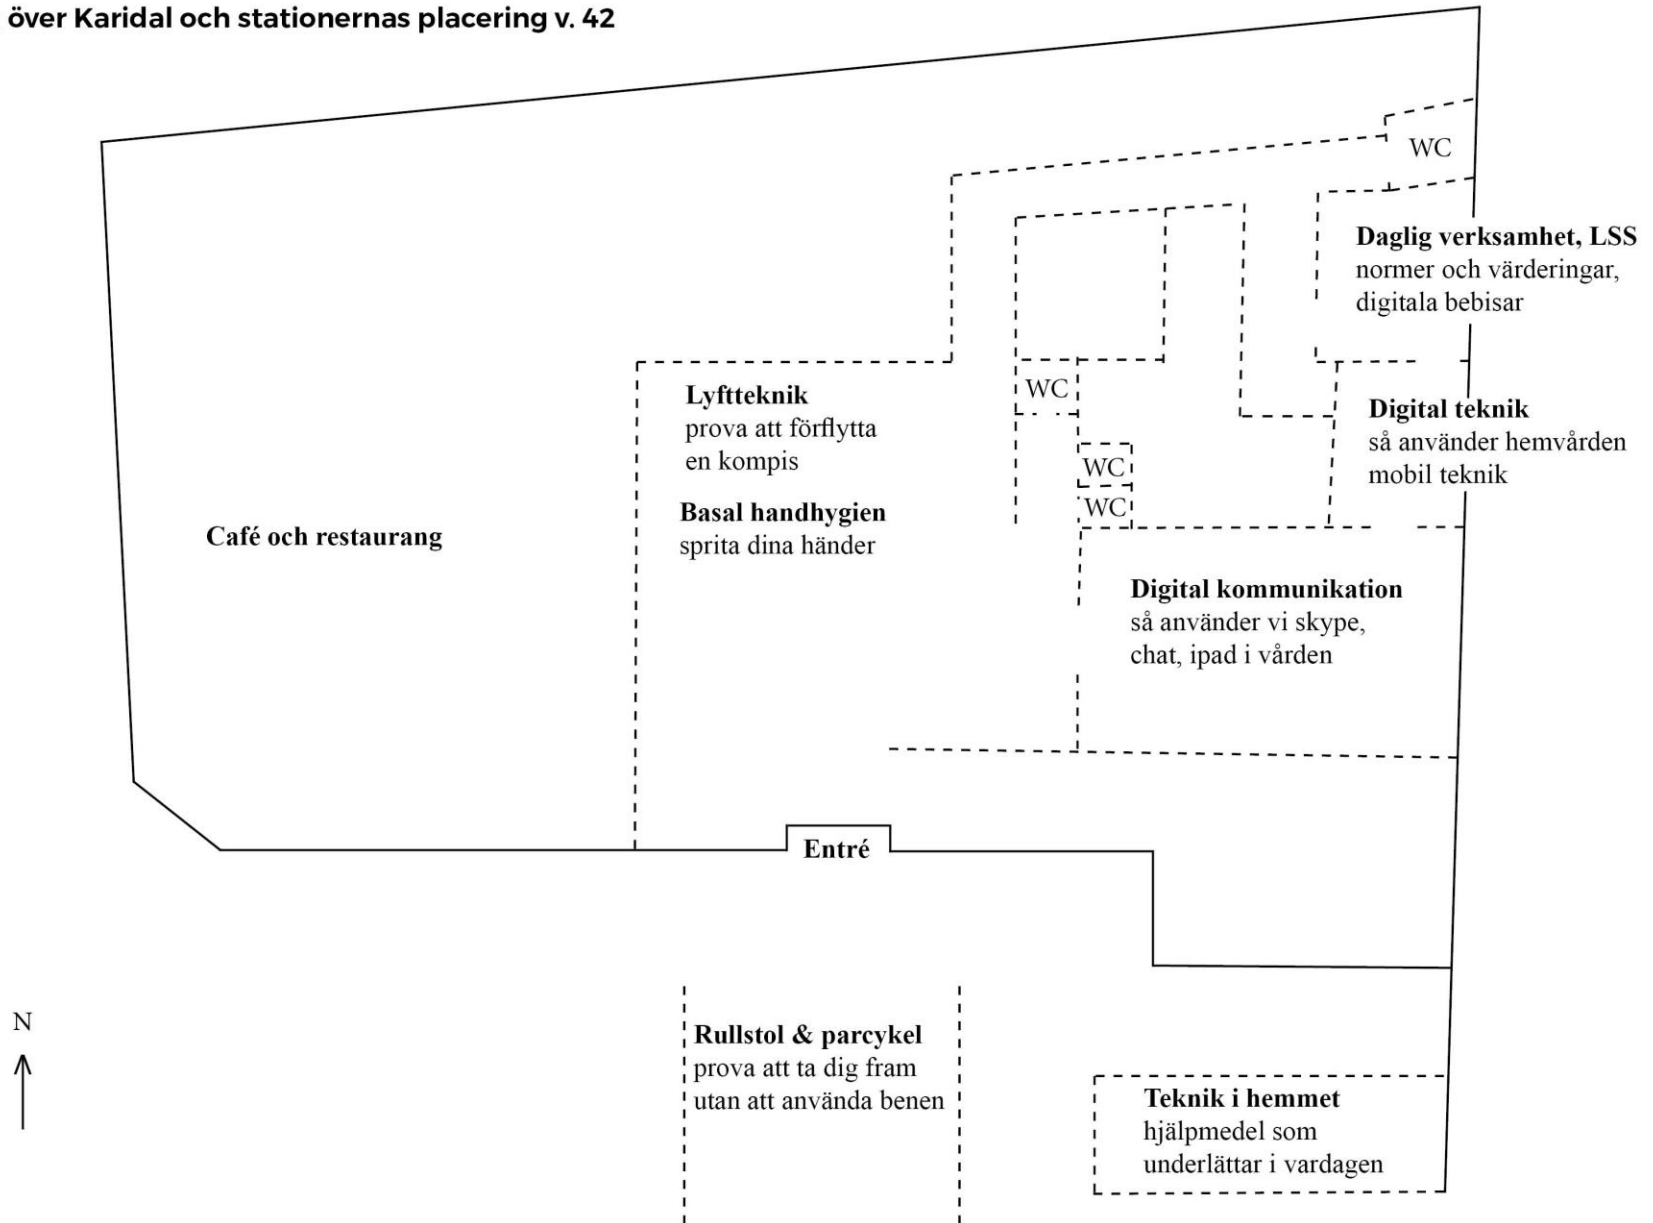 över Karidal och stationernas placering v. 42
WC
Daglig verksamhet, LSS
normer och värderingar,
digitala bebisar
Lyftteknik
prova att förflytta
en kompis
WC
Digital teknik
så använder hemvården
mobil teknik
WC
WC
Basal handhygien
sprita dina händer
Café och restaurang
Digital kommunikation
så använder vi skype,
chat, ipad i vården
Entré
N
Rullstol & parcykel
prova att ta dig fram
utan att använda benen
Teknik i hemmet
hjälpmedel som
underlättar i vardagen